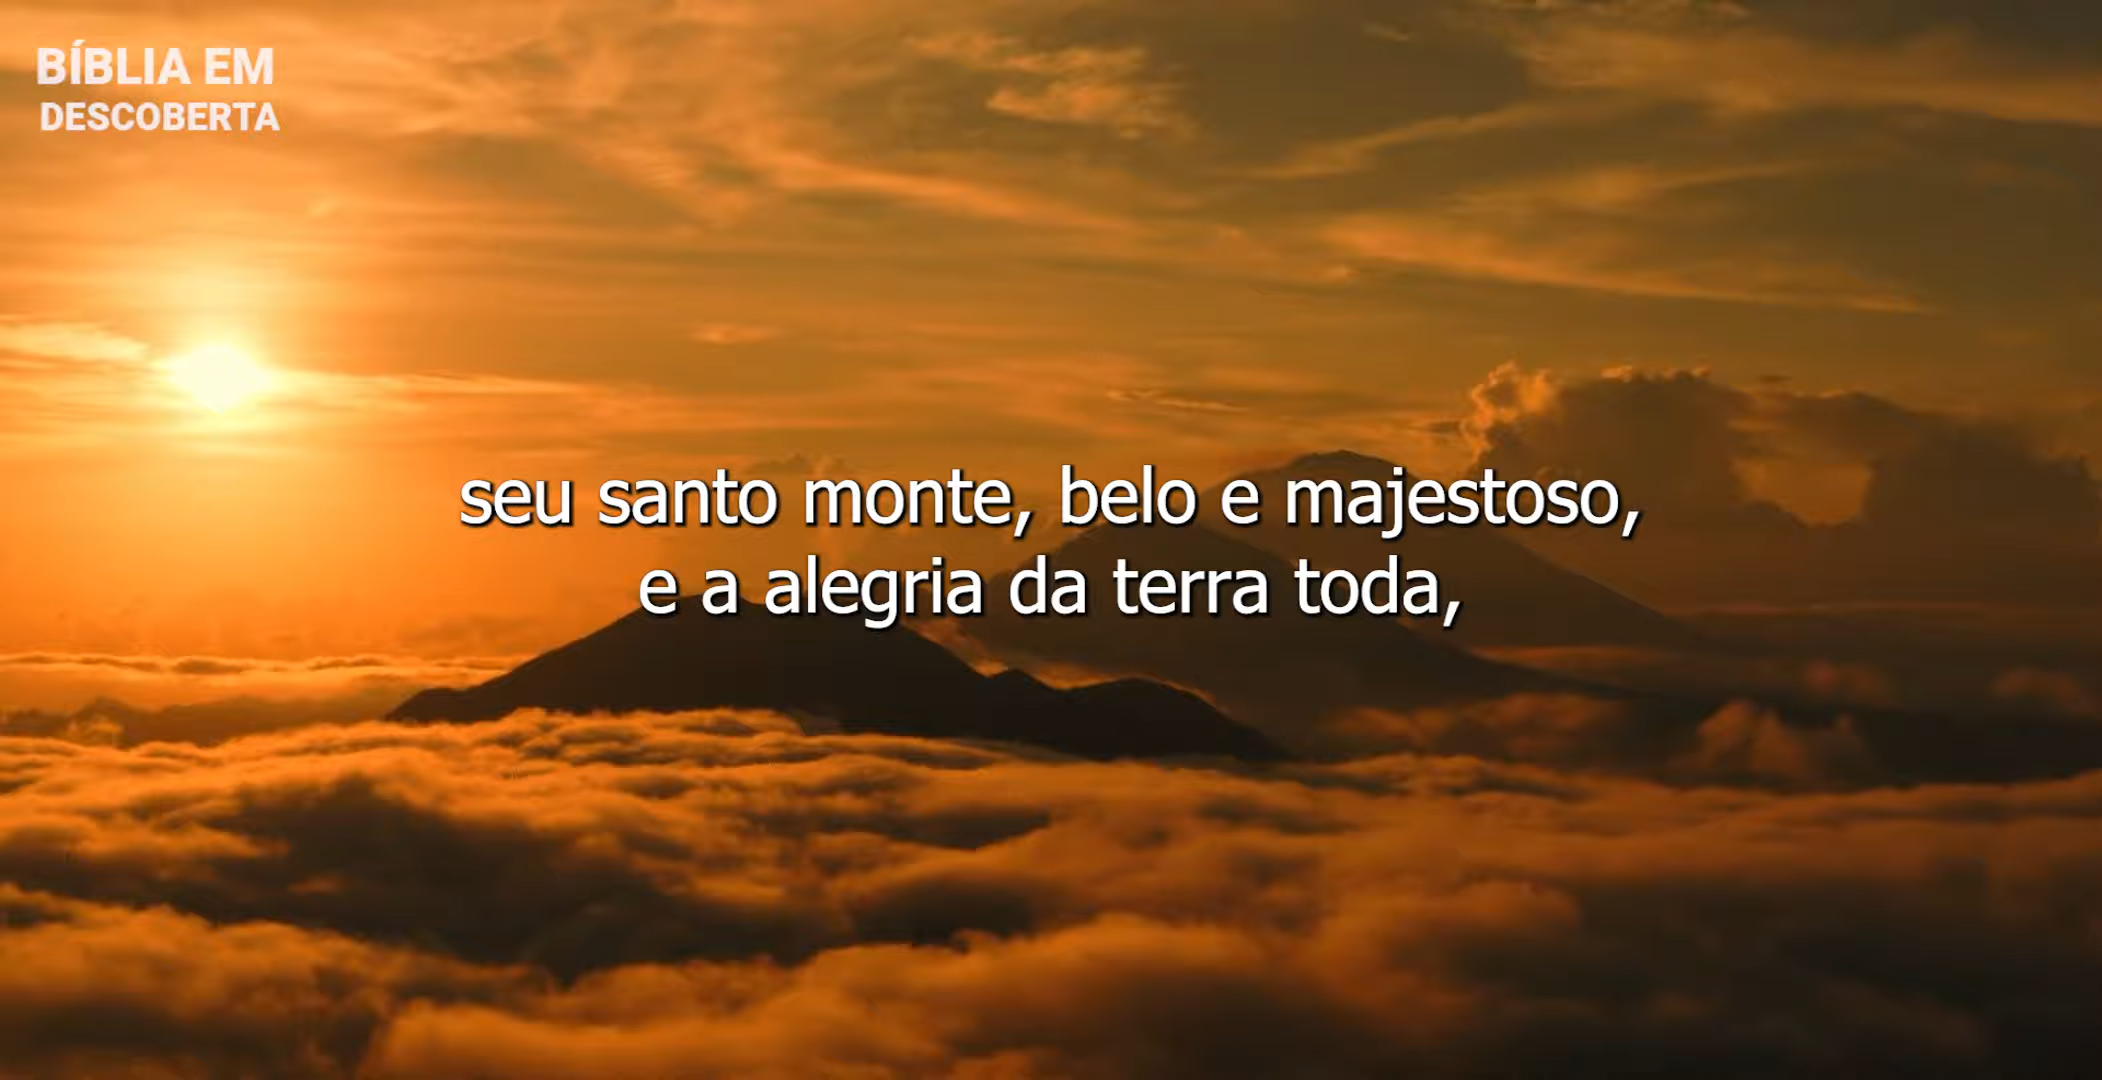 BÍBLIA EM
DESCOBERTA
seu santo monte, belo e majestoso,
e a alegria da terra toda,